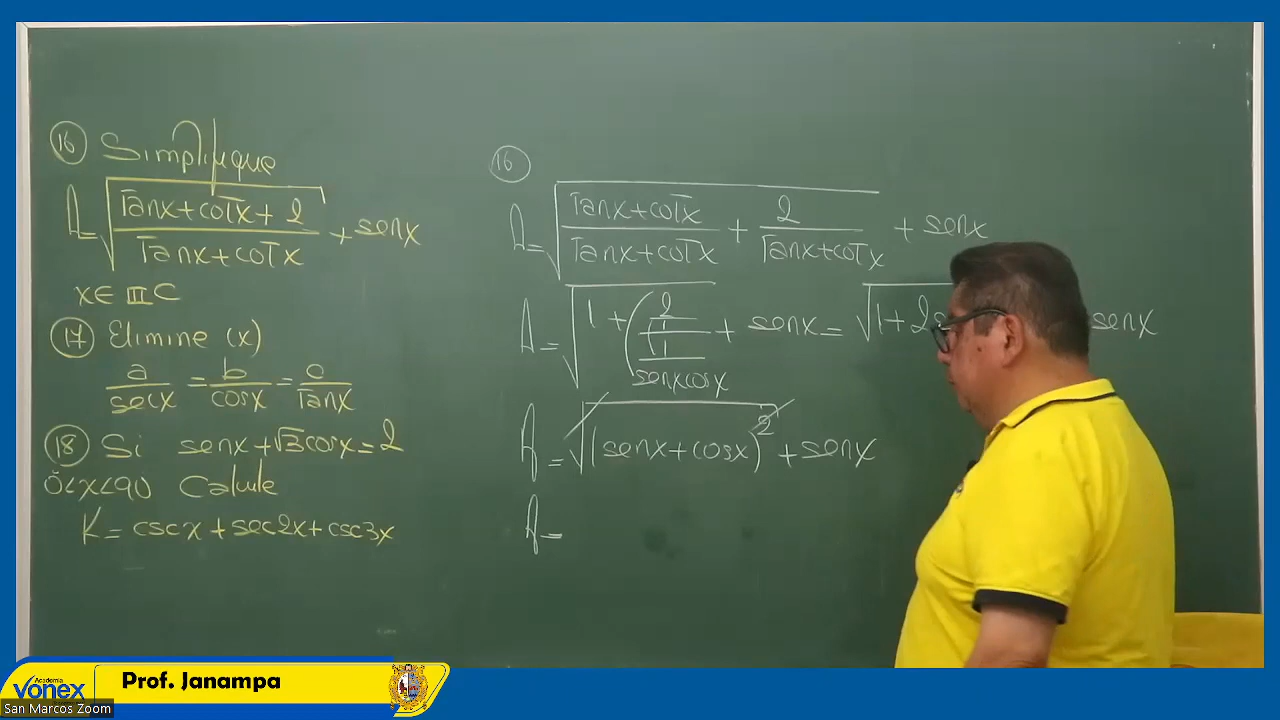 16 Simplifique
A = √((Tanx+cotx+2)/(Tanx+cotx)) + senx
x∈ IIIC
17 Elimine (x)
a/secx = b/cosx = c/Tanx
18 Si senx+√3cosx=2
0<x<90 Calcule
K= cscx+sec2x+csc3x
16
A = √((Tanx+cotx)/(Tanx+cotx) + 2/(Tanx+cotx)) + senx
A = √(1+(2/(1/(senxcosx)))) + senx = √1+2s senx
A = √(senx+cosx)² + senx
A =
Academia
VONEX
Prof. Janampa
San Marcos Zoom